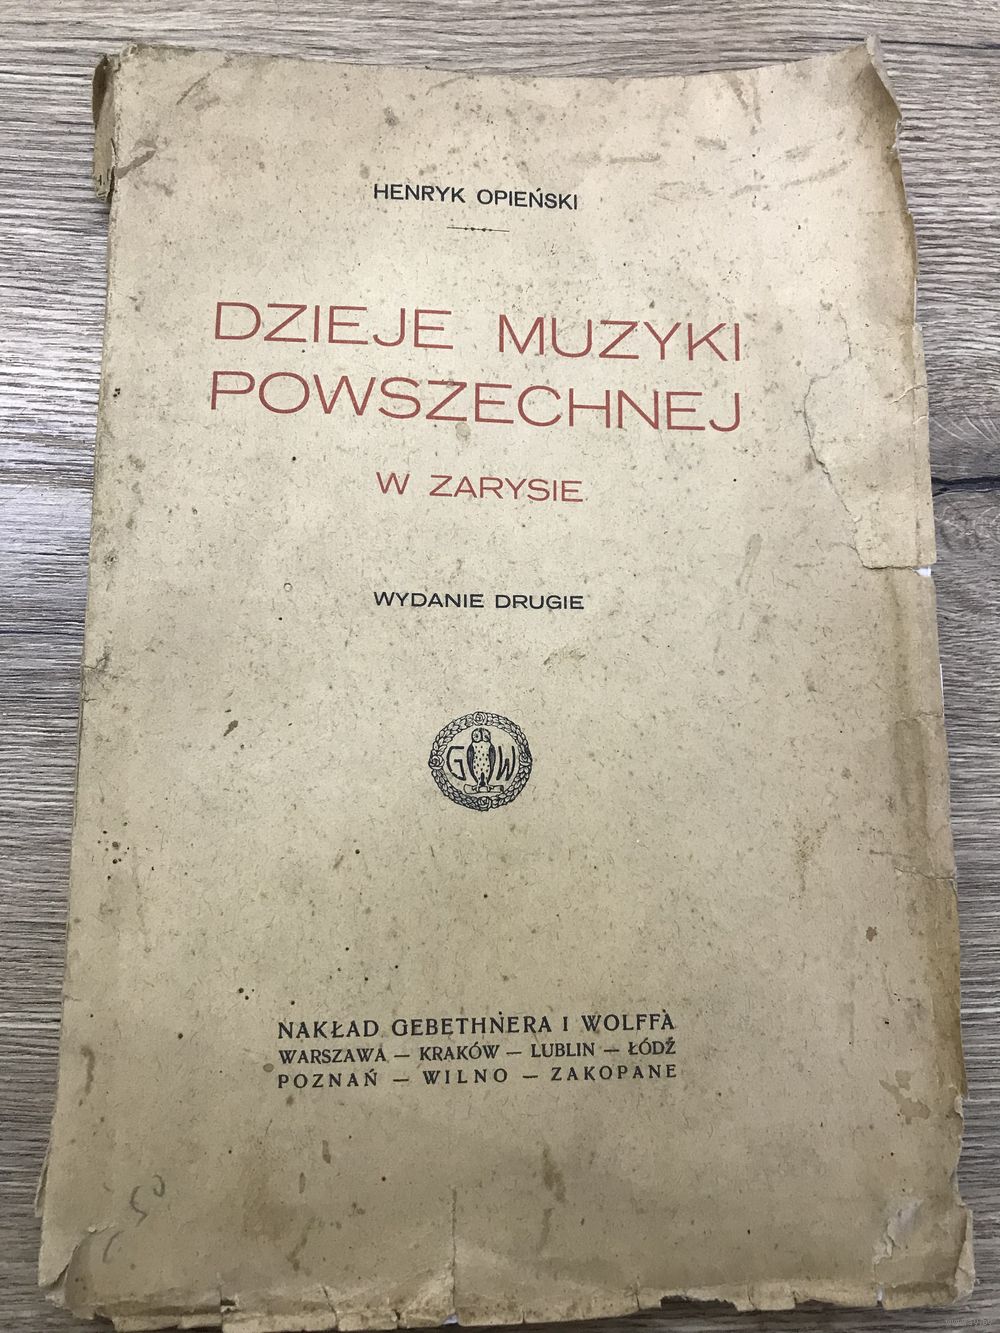 HENRYK OPIEŃSKI
DZIEJE MUZYKI
POWSZECHNEJ
W ZARYSIE
WYDANIE DRUGIE
G W
NAKŁAD GEBETHNERA I WOLFFA
WARSZAWA — KRAKÓW — LUBLIN — ŁÓDŹ
POZNAŃ — WILNO — ZAKOPANE